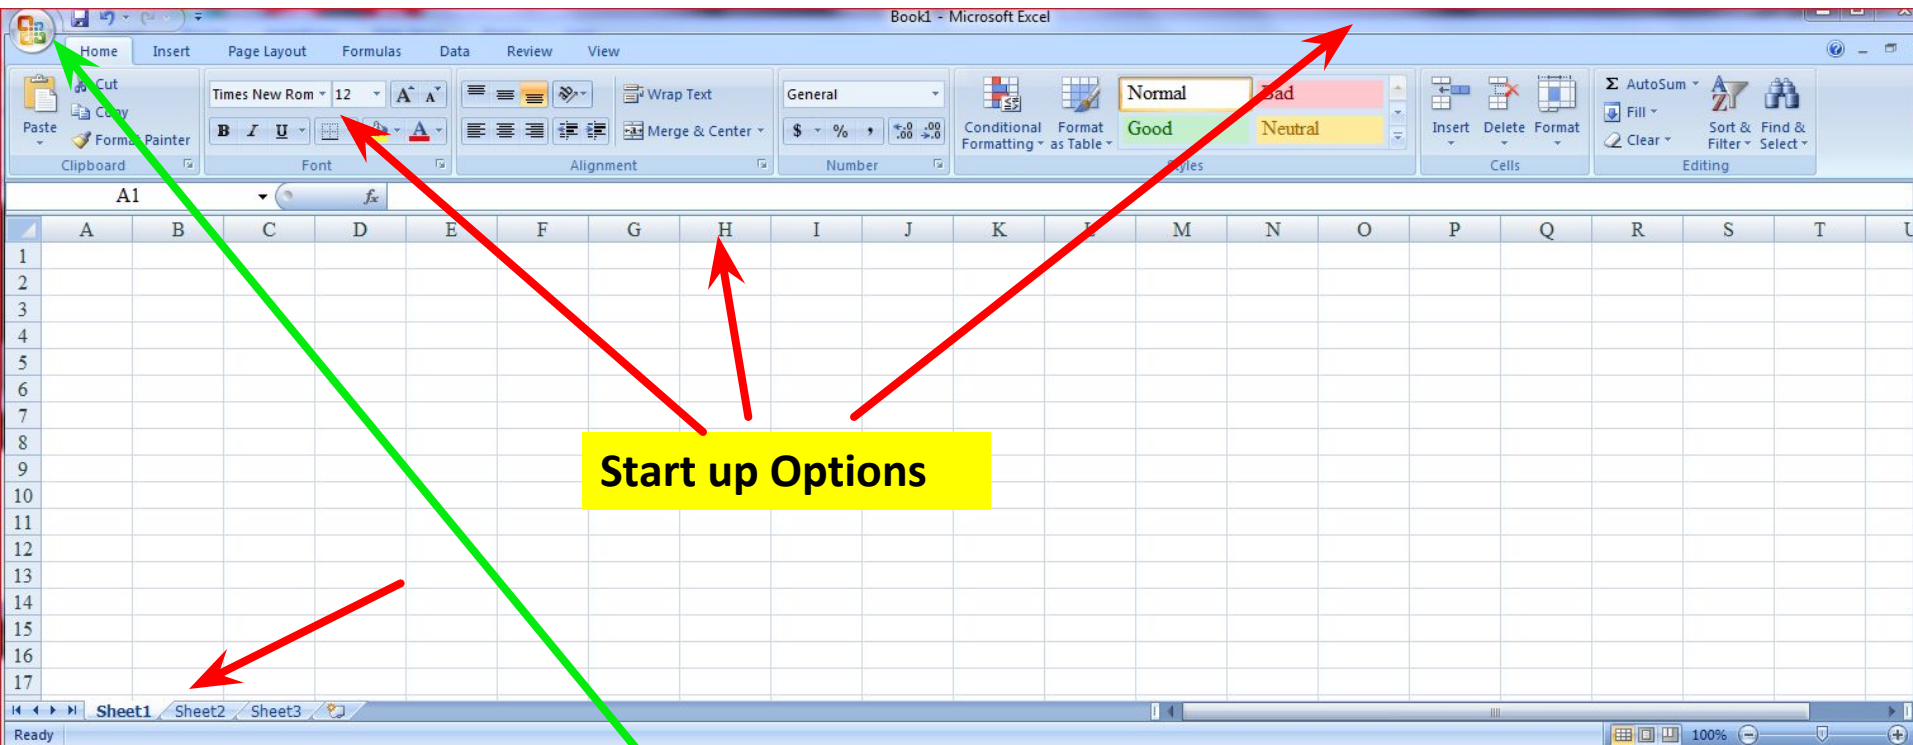 Book1 - Microsoft Excel
Home Insert Page Layout Formulas Data Review View
Cut
Copy
Format Painter
Paste
Clipboard
Times New Rom 12 A A
B I U A
Font
Wrap Text
Merge & Center
Alignment
General
$ % , .0 .00 .00 .0
Number
Conditional Formatting
Format as Table
Normal Bad
Good Neutral
Styles
Insert Delete Format
Cells
Σ AutoSum
Fill
Clear
Sort & Filter
Find & Select
Editing
A1 fx
A B C D E F G H I J K L M N O P Q R S T U
1
2
3
4
5
6
7
8
9
10
11
12
13
14
15
16
17
Start up Options
Sheet1 Sheet2 Sheet3
Ready 100%